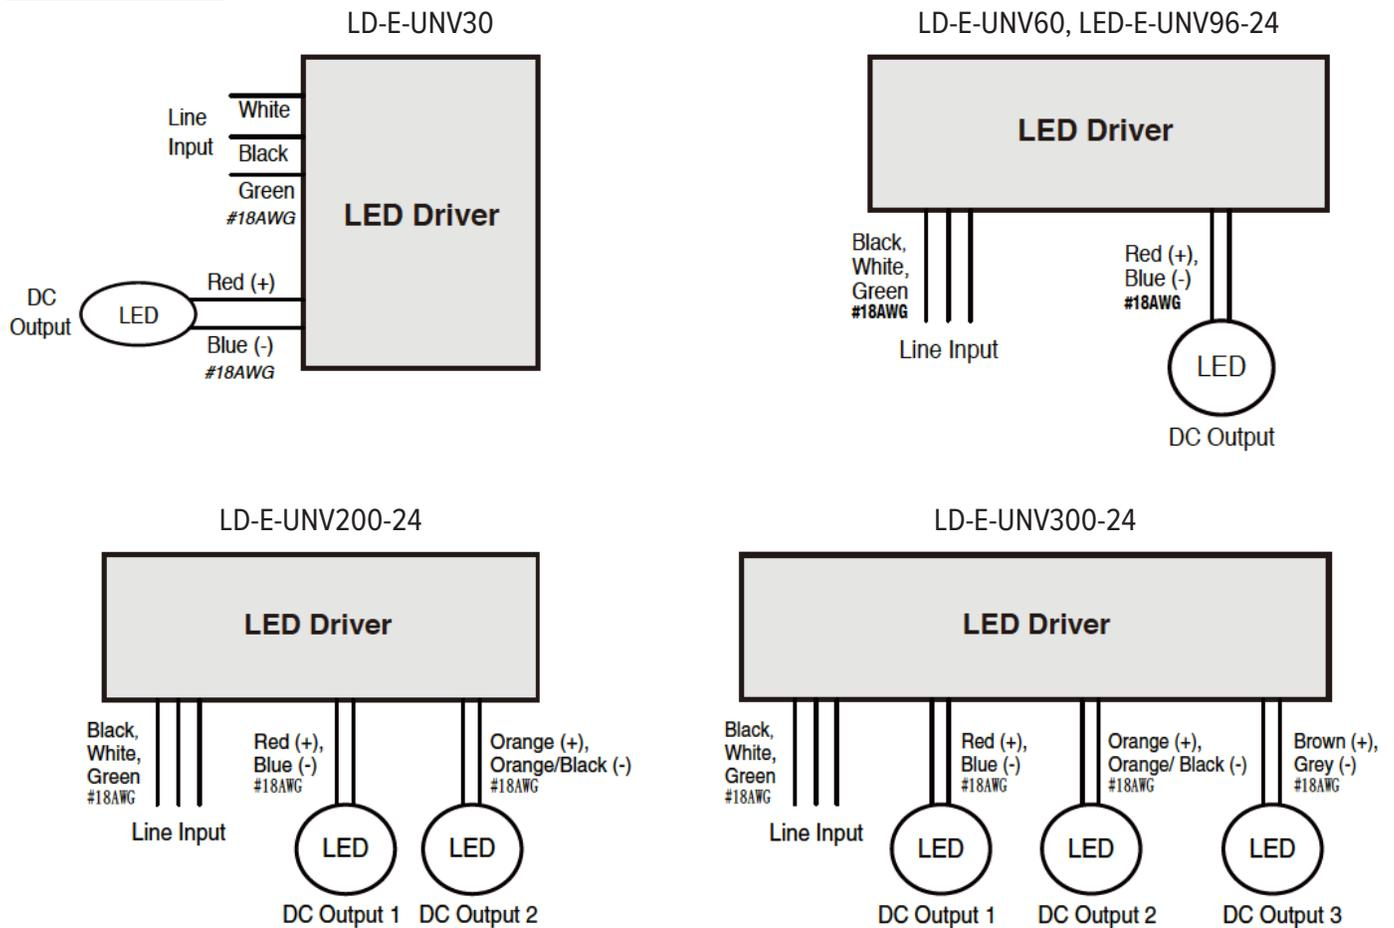 LD-E-UNV30
Line
Input
White
Black
Green
#18AWG
LED Driver
DC
Output
LED
Red (+)
Blue (-)
#18AWG
LD-E-UNV60, LED-E-UNV96-24
LED Driver
Black,
White,
Green
#18AWG
Line Input
Red (+),
Blue (-)
#18AWG
LED
DC Output
LD-E-UNV200-24
LED Driver
Black,
White,
Green
#18AWG
Line Input
Red (+),
Blue (-)
#18AWG
LED
DC Output 1
Orange (+),
Orange/Black (-)
#18AWG
LED
DC Output 2
LD-E-UNV300-24
LED Driver
Black,
White,
Green
#18AWG
Line Input
Red (+),
Blue (-)
#18AWG
LED
DC Output 1
Orange (+),
Orange/ Black (-)
#18AWG
LED
DC Output 2
Brown (+),
Grey (-)
#18AWG
LED
DC Output 3